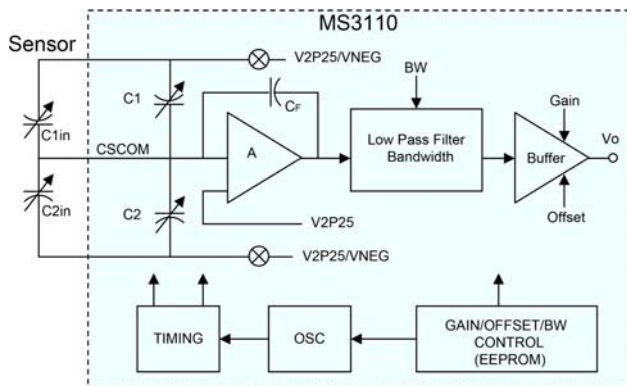 MS3110
Sensor
V2P25/VNEG
BW
C1
CF
Gain
C1in
CSCOM
A
Low Pass Filter
Bandwidth
Vo
Buffer
C2in
C2
V2P25
Offset
V2P25/VNEG
TIMING
OSC
GAIN/OFFSET/BW
CONTROL
(EEPROM)